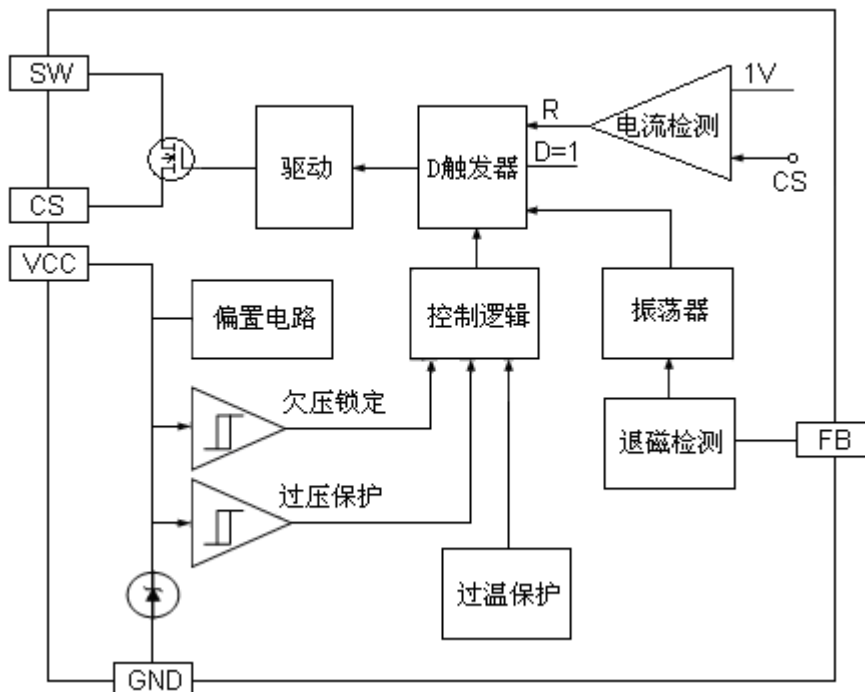 SW
1V
R
电流检测
驱动
D触发器
D=1
CS
CS
VCC
偏置电路
控制逻辑
振荡器
欠压锁定
退磁检测
FB
过压保护
过温保护
GND